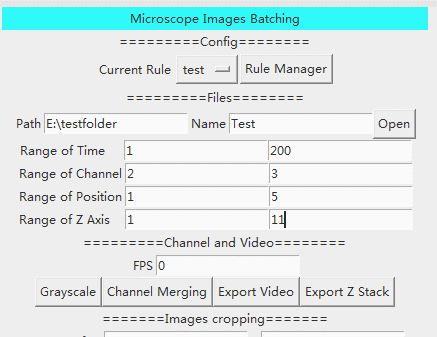 Microscope Images Batching
=========Config========
Current Rule test Rule Manager
=========Files========
Path E:\testfolder Name Test Open
Range of Time 1 200
Range of Channel 2 3
Range of Position 1 5
Range of Z Axis 1 11
=========Channel and Video========
FPS 0
Grayscale Channel Merging Export Video Export Z Stack
=======Images cropping=======